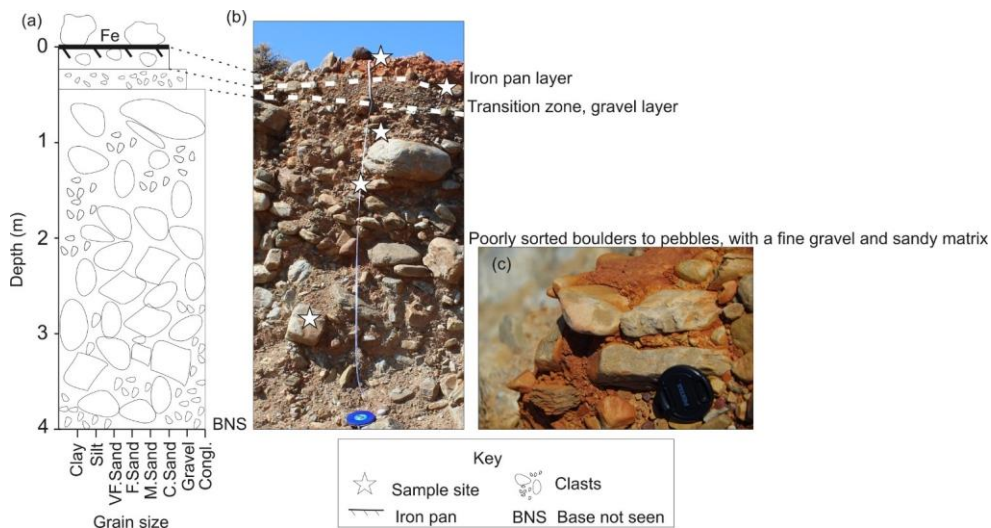 (a)
Fe
0
1
2
3
4
Depth (m)
BNS
Clay
Silt
VF.Sand
F.Sand
M.Sand
C.Sand
Gravel
Congl.
Grain size
(b)
Iron pan layer
Transition zone, gravel layer
Poorly sorted boulders to pebbles, with a fine gravel and sandy matrix
(c)
Key
Sample site
Clasts
Iron pan
BNS Base not seen